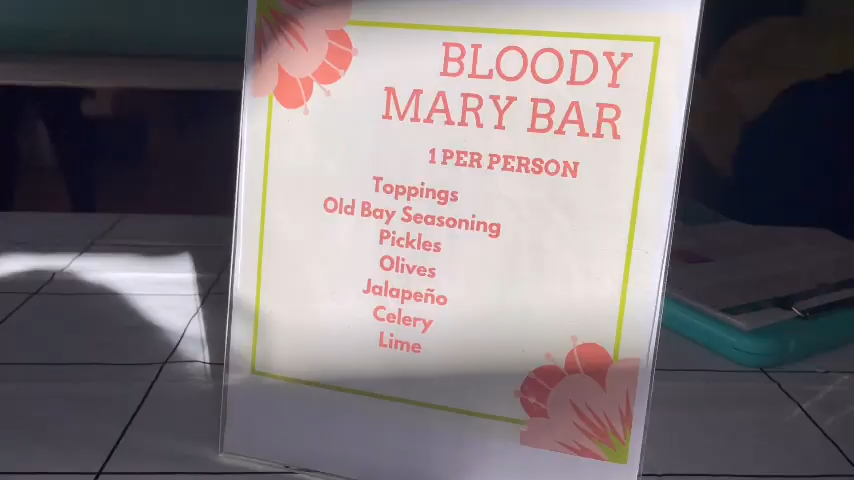 BLOODY
MARY BAR
1 PER PERSON
Toppings
Old Bay Seasoning
Pickles
Olives
Jalapeño
Celery
Lime